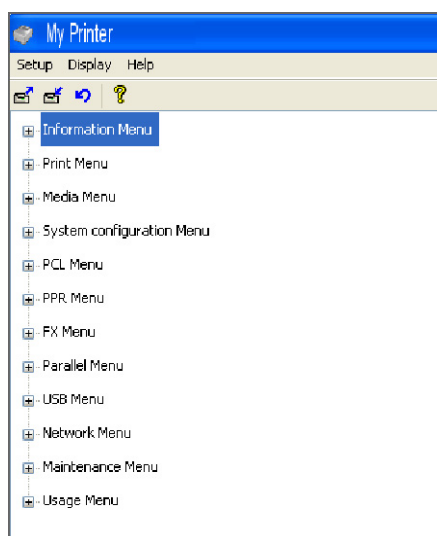 My Printer
Setup Display Help
Information Menu
Print Menu
Media Menu
System configuration Menu
PCL Menu
PPR Menu
FX Menu
Parallel Menu
USB Menu
Network Menu
Maintenance Menu
Usage Menu